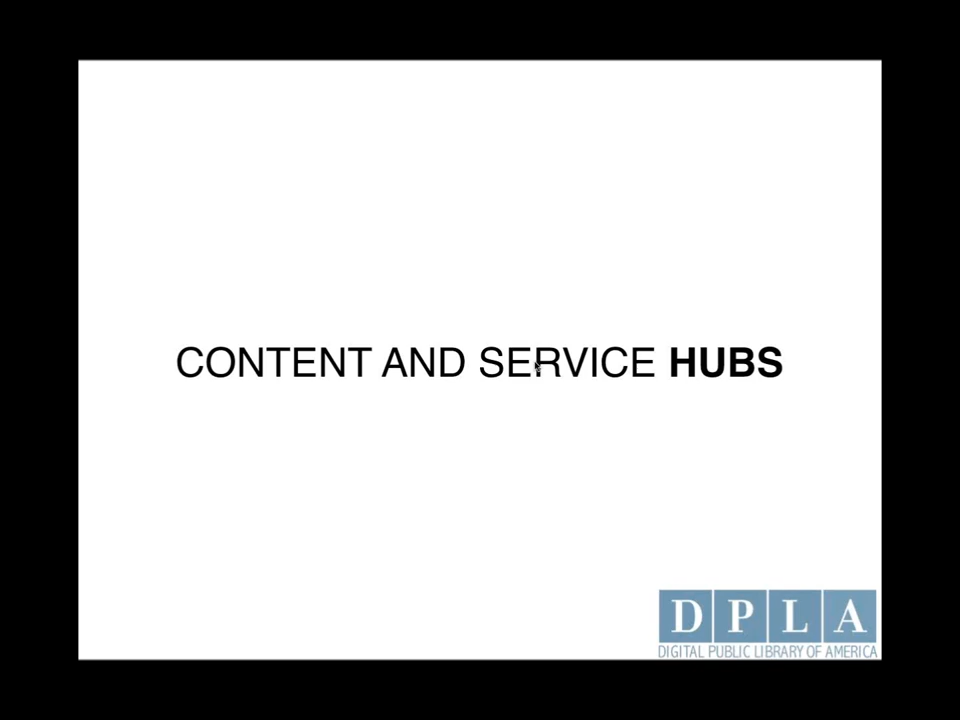 CONTENT AND SERVICE HUBS
DPLA
DIGITAL PUBLIC LIBRARY OF AMERICA